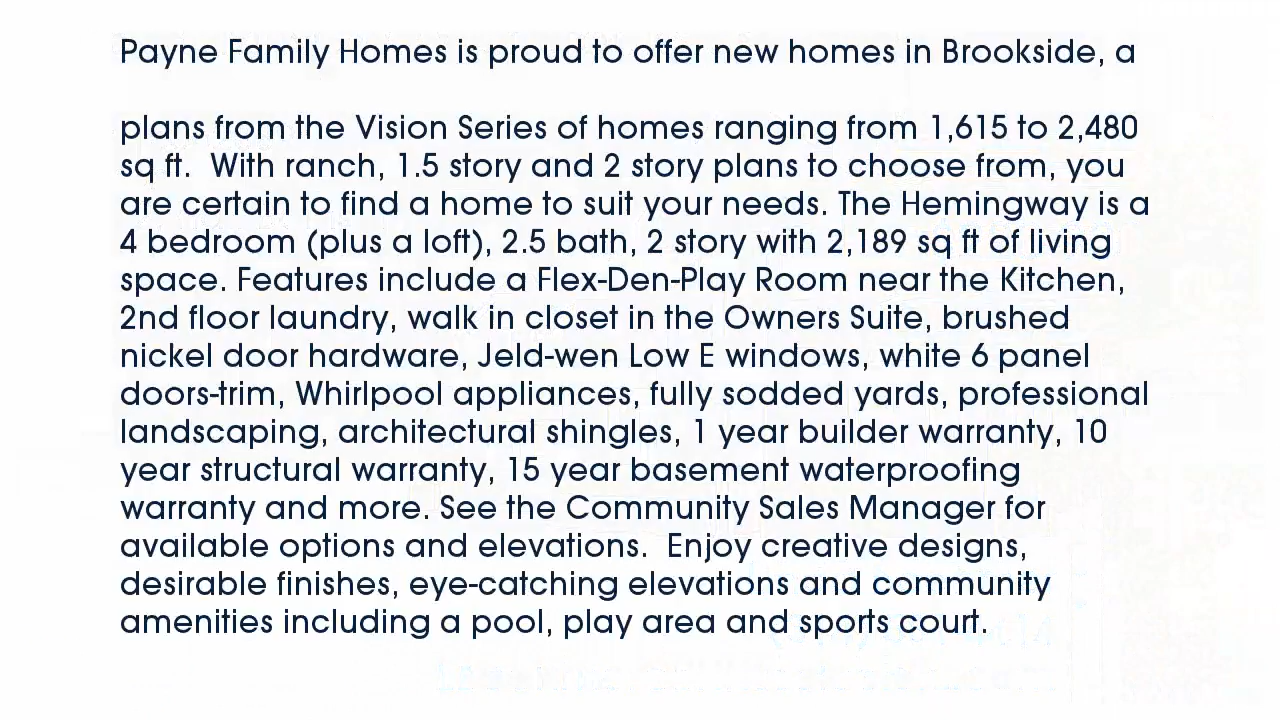 Payne Family Homes is proud to offer new homes in Brookside, a
plans from the Vision Series of homes ranging from 1,615 to 2,480
sq ft.  With ranch, 1.5 story and 2 story plans to choose from, you
are certain to find a home to suit your needs. The Hemingway is a
4 bedroom (plus a loft), 2.5 bath, 2 story with 2,189 sq ft of living
space. Features include a Flex-Den-Play Room near the Kitchen,
2nd floor laundry, walk in closet in the Owners Suite, brushed
nickel door hardware, Jeld-wen Low E windows, white 6 panel
doors-trim, Whirlpool appliances, fully sodded yards, professional
landscaping, architectural shingles, 1 year builder warranty, 10
year structural warranty, 15 year basement waterproofing
warranty and more. See the Community Sales Manager for
available options and elevations.  Enjoy creative designs,
desirable finishes, eye-catching elevations and community
amenities including a pool, play area and sports court.